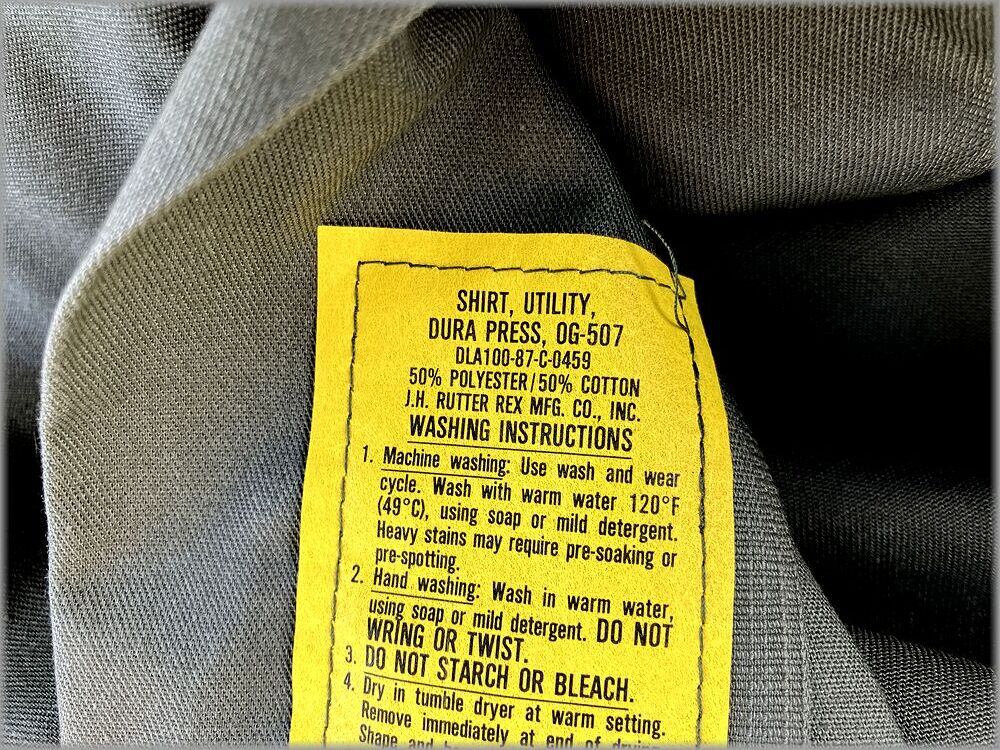 SHIRT, UTILITY,
DURA PRESS, OG-507
DLA100-87-C-0459
50% POLYESTER/50% COTTON
J.H. RUTTER REX MFG. CO., INC.
WASHING INSTRUCTIONS
1. Machine washing: Use wash and wear
cycle. Wash with warm water 120°F
(49°C), using soap or mild detergent.
Heavy stains may require pre-soaking or
pre-spotting.
2. Hand washing: Wash in warm water,
using soap or mild detergent. DO NOT
WRING OR TWIST.
3. DO NOT STARCH OR BLEACH.
4. Dry in tumble dryer at warm setting.
Remove immediately at end of drying
Shape and